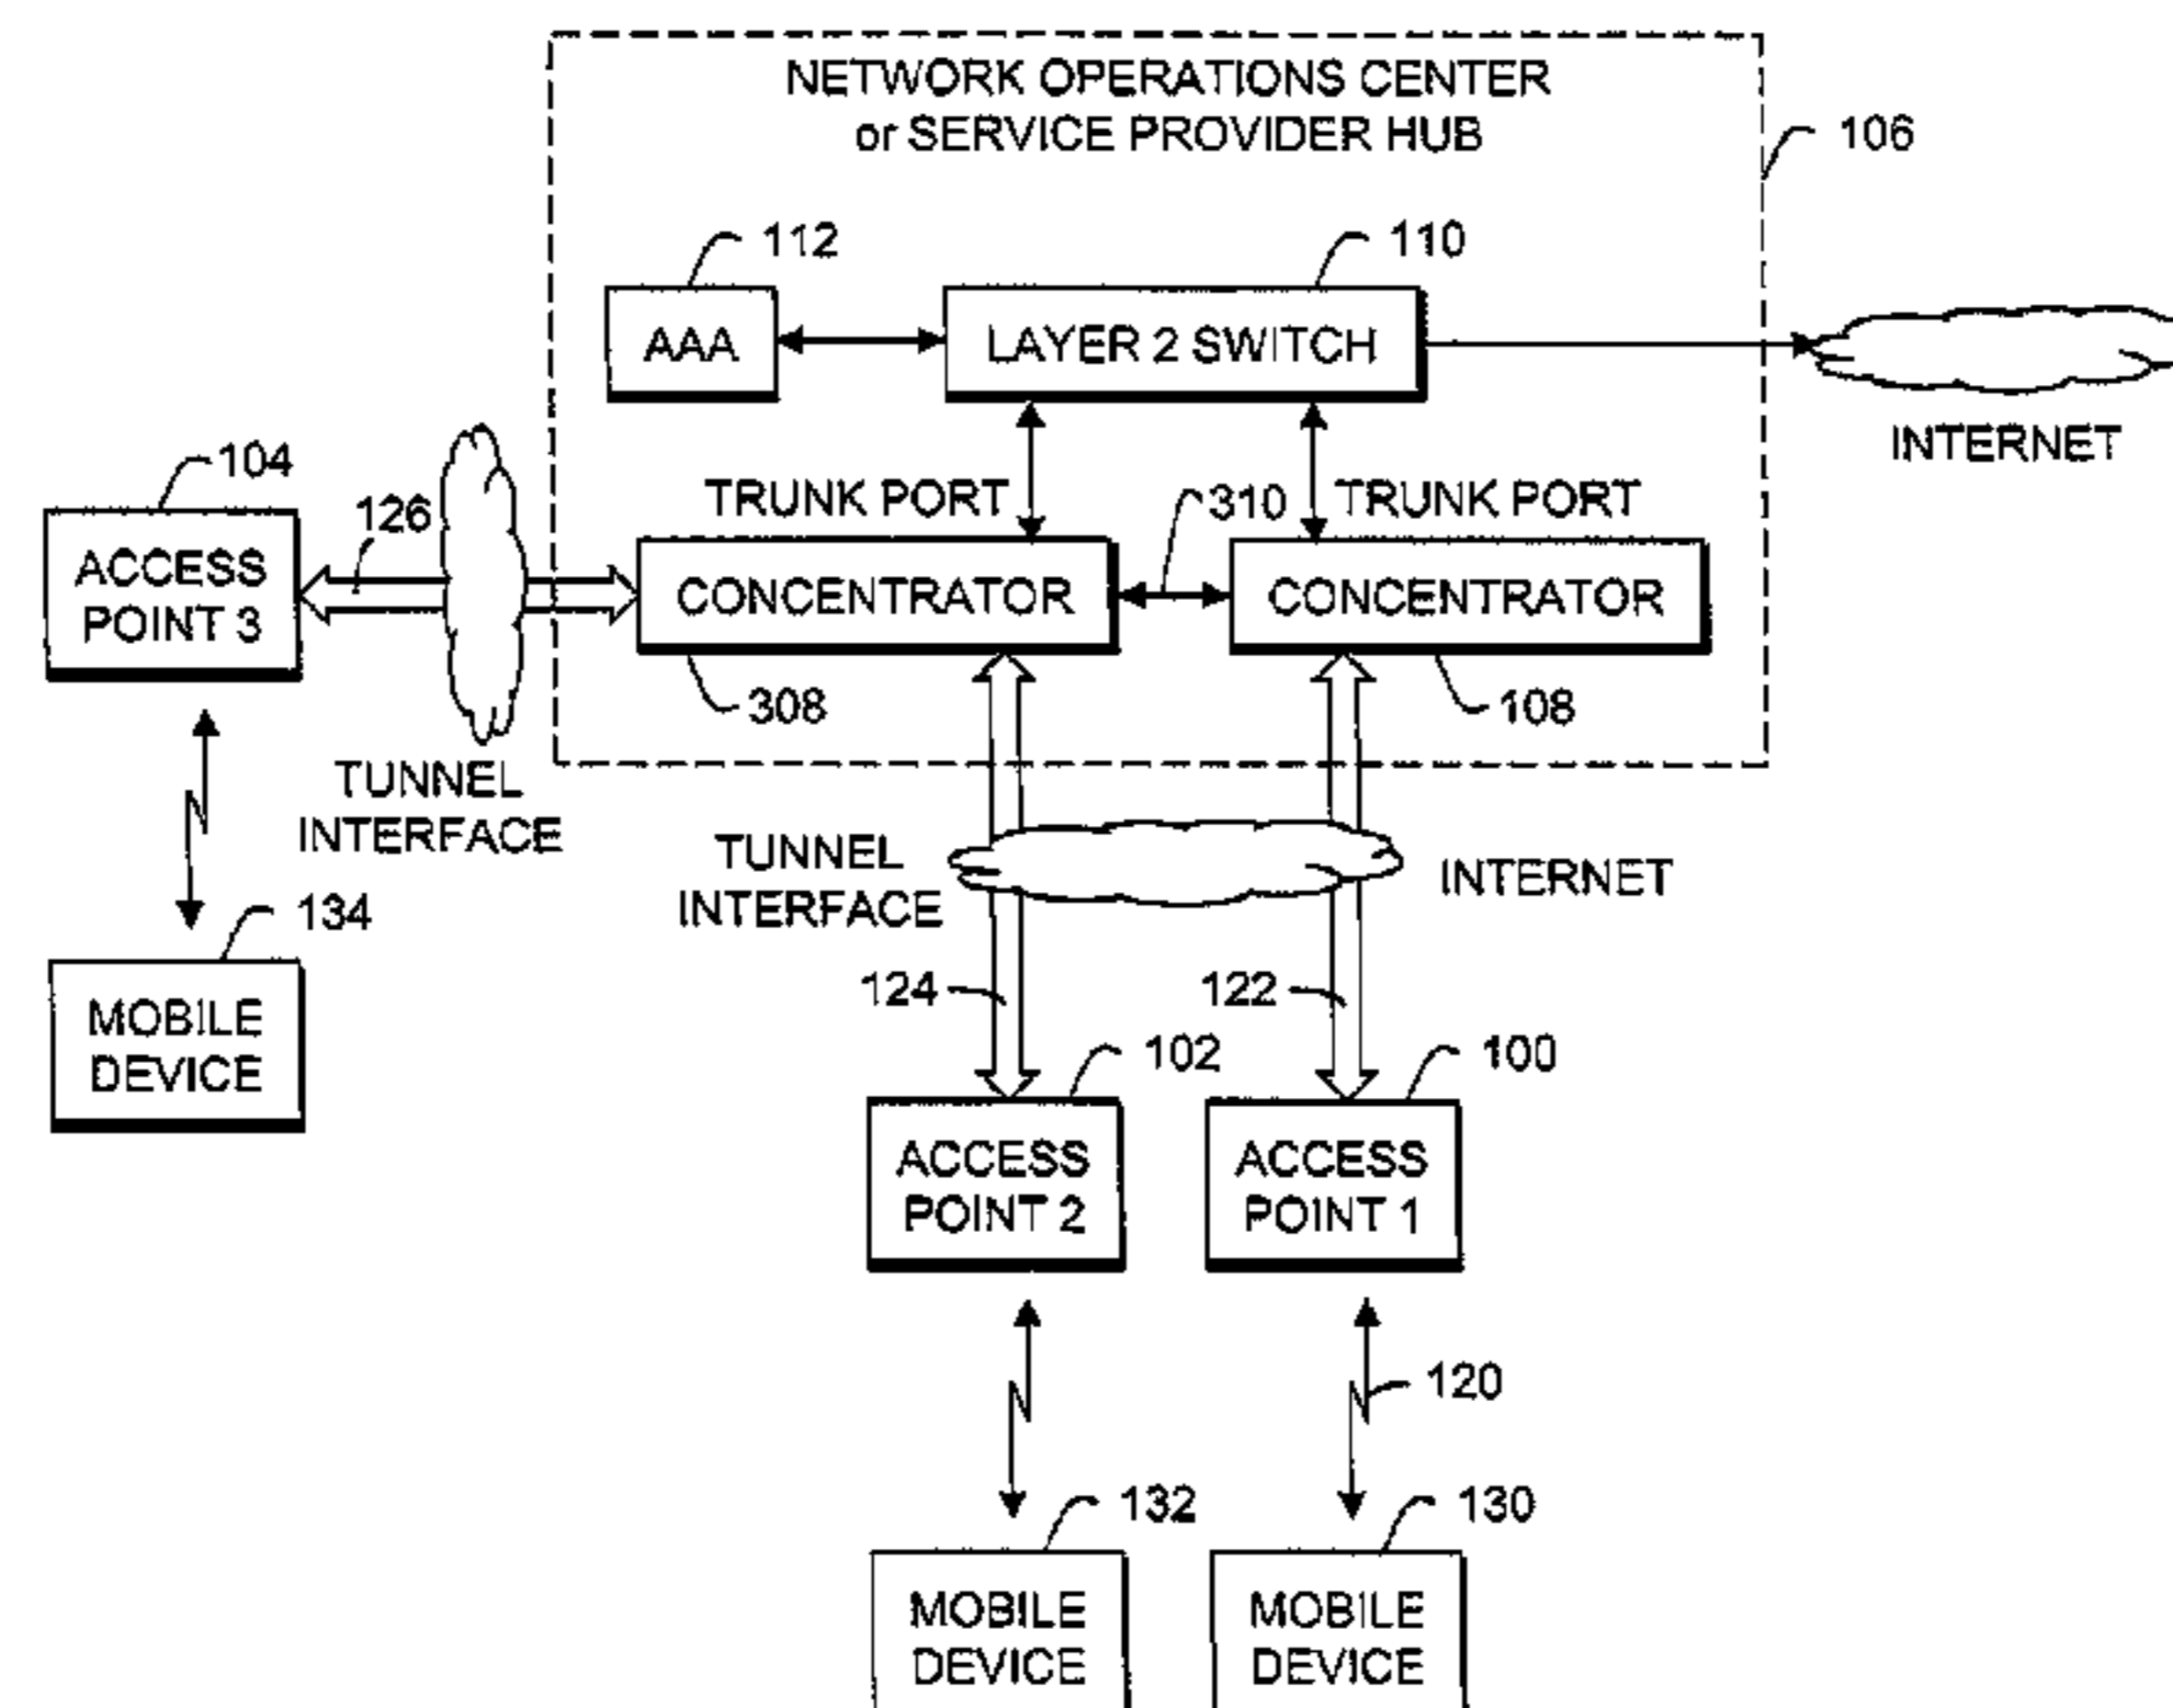 NETWORK OPERATIONS CENTER
or SERVICE PROVIDER HUB
106
112
110
AAA
LAYER 2 SWITCH
INTERNET
104
126
TRUNK PORT
310
TRUNK PORT
ACCESS
POINT 3
CONCENTRATOR
CONCENTRATOR
308
108
TUNNEL
INTERFACE
TUNNEL
INTERFACE
INTERNET
134
MOBILE
DEVICE
124
122
102
100
ACCESS
POINT 2
ACCESS
POINT 1
120
132
130
MOBILE
DEVICE
MOBILE
DEVICE